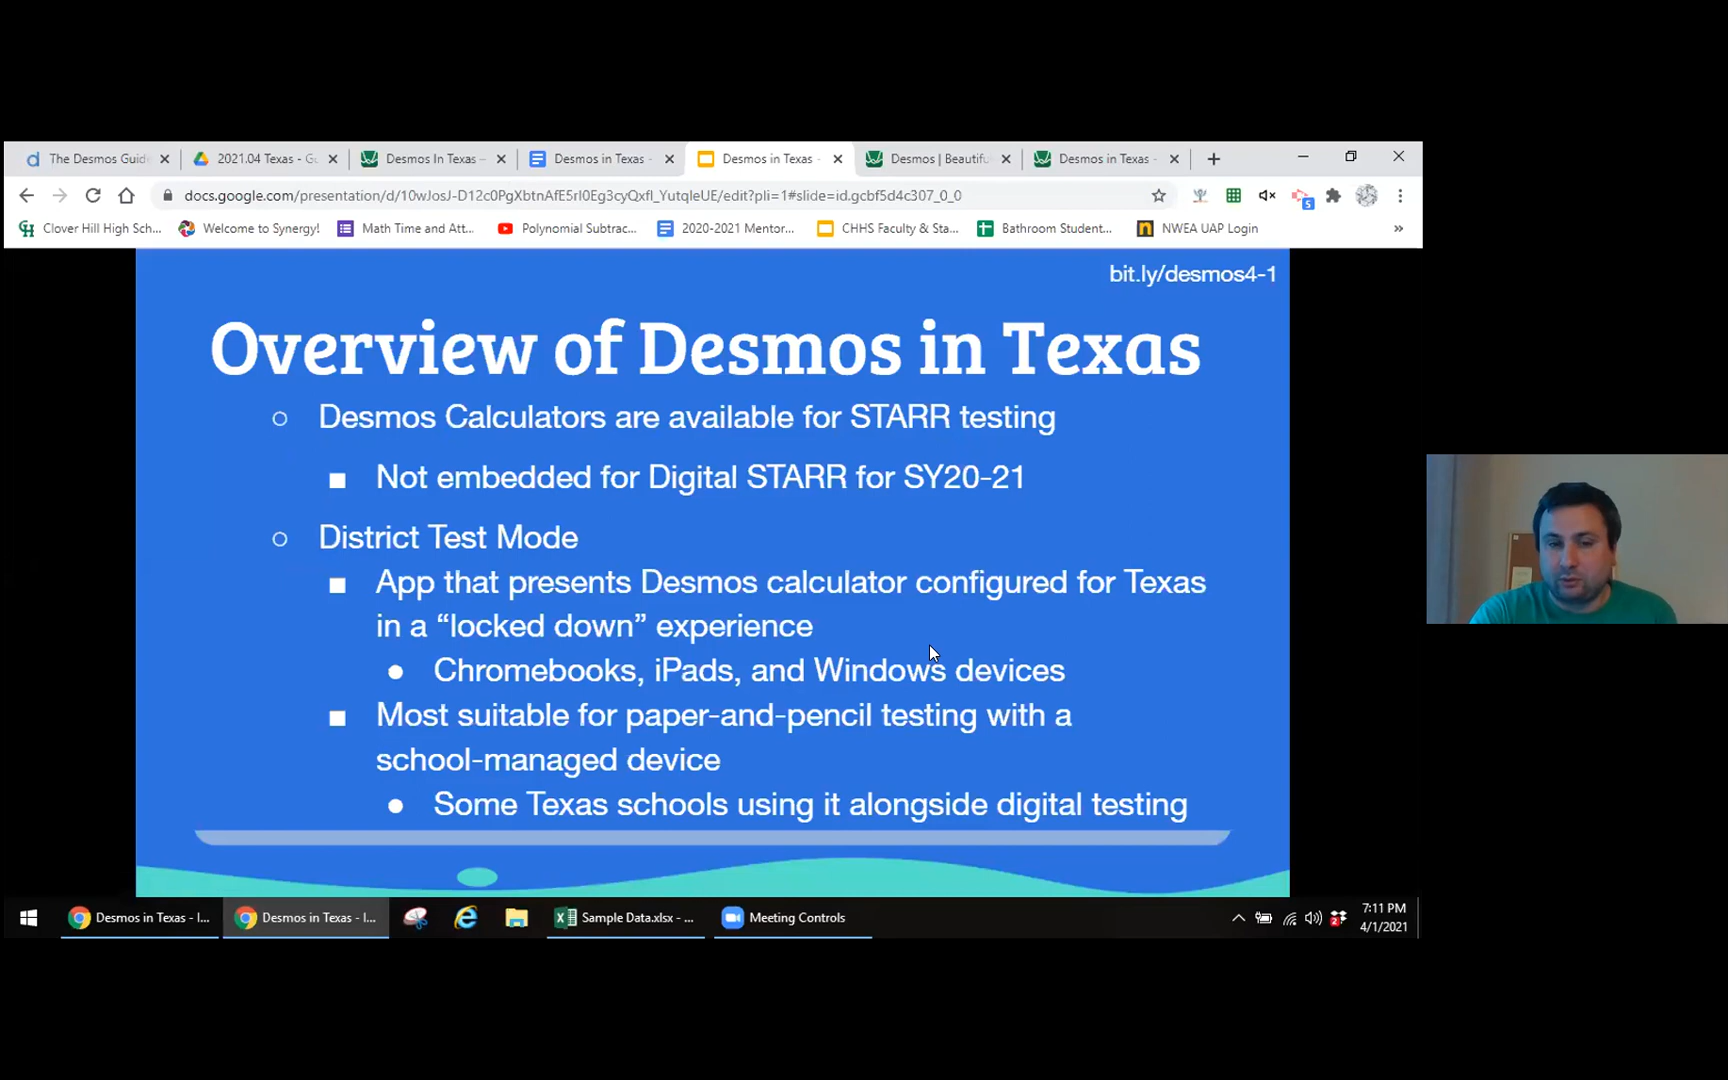 The Desmos Guid
2021.04 Texas - Gu
Desmos In Texas –
Desmos in Texas -
Desmos in Texas -
Desmos | Beautifu
Desmos in Texas -
docs.google.com/presentation/d/10wJosJ-D12c0PgXbtnAfE5rI0Eg3cyQxfI_YutqIeUE/edit?pli=1#slide=id.gcbf5d4c307_0_0
5
Clover Hill High Sch...
Welcome to Synergy!
Math Time and Att...
Polynomial Subtrac...
2020-2021 Mentor...
CHHS Faculty & Sta...
Bathroom Student...
NWEA UAP Login
»
bit.ly/desmos4-1
Overview of Desmos in Texas
Desmos Calculators are available for STARR testing
Not embedded for Digital STARR for SY20-21
District Test Mode
App that presents Desmos calculator configured for Texas
in a “locked down” experience
Chromebooks, iPads, and Windows devices
Most suitable for paper-and-pencil testing with a
school-managed device
Some Texas schools using it alongside digital testing
Desmos in Texas - I...
Desmos in Texas - I...
Sample Data.xlsx - ...
Meeting Controls
2
7:11 PM
4/1/2021